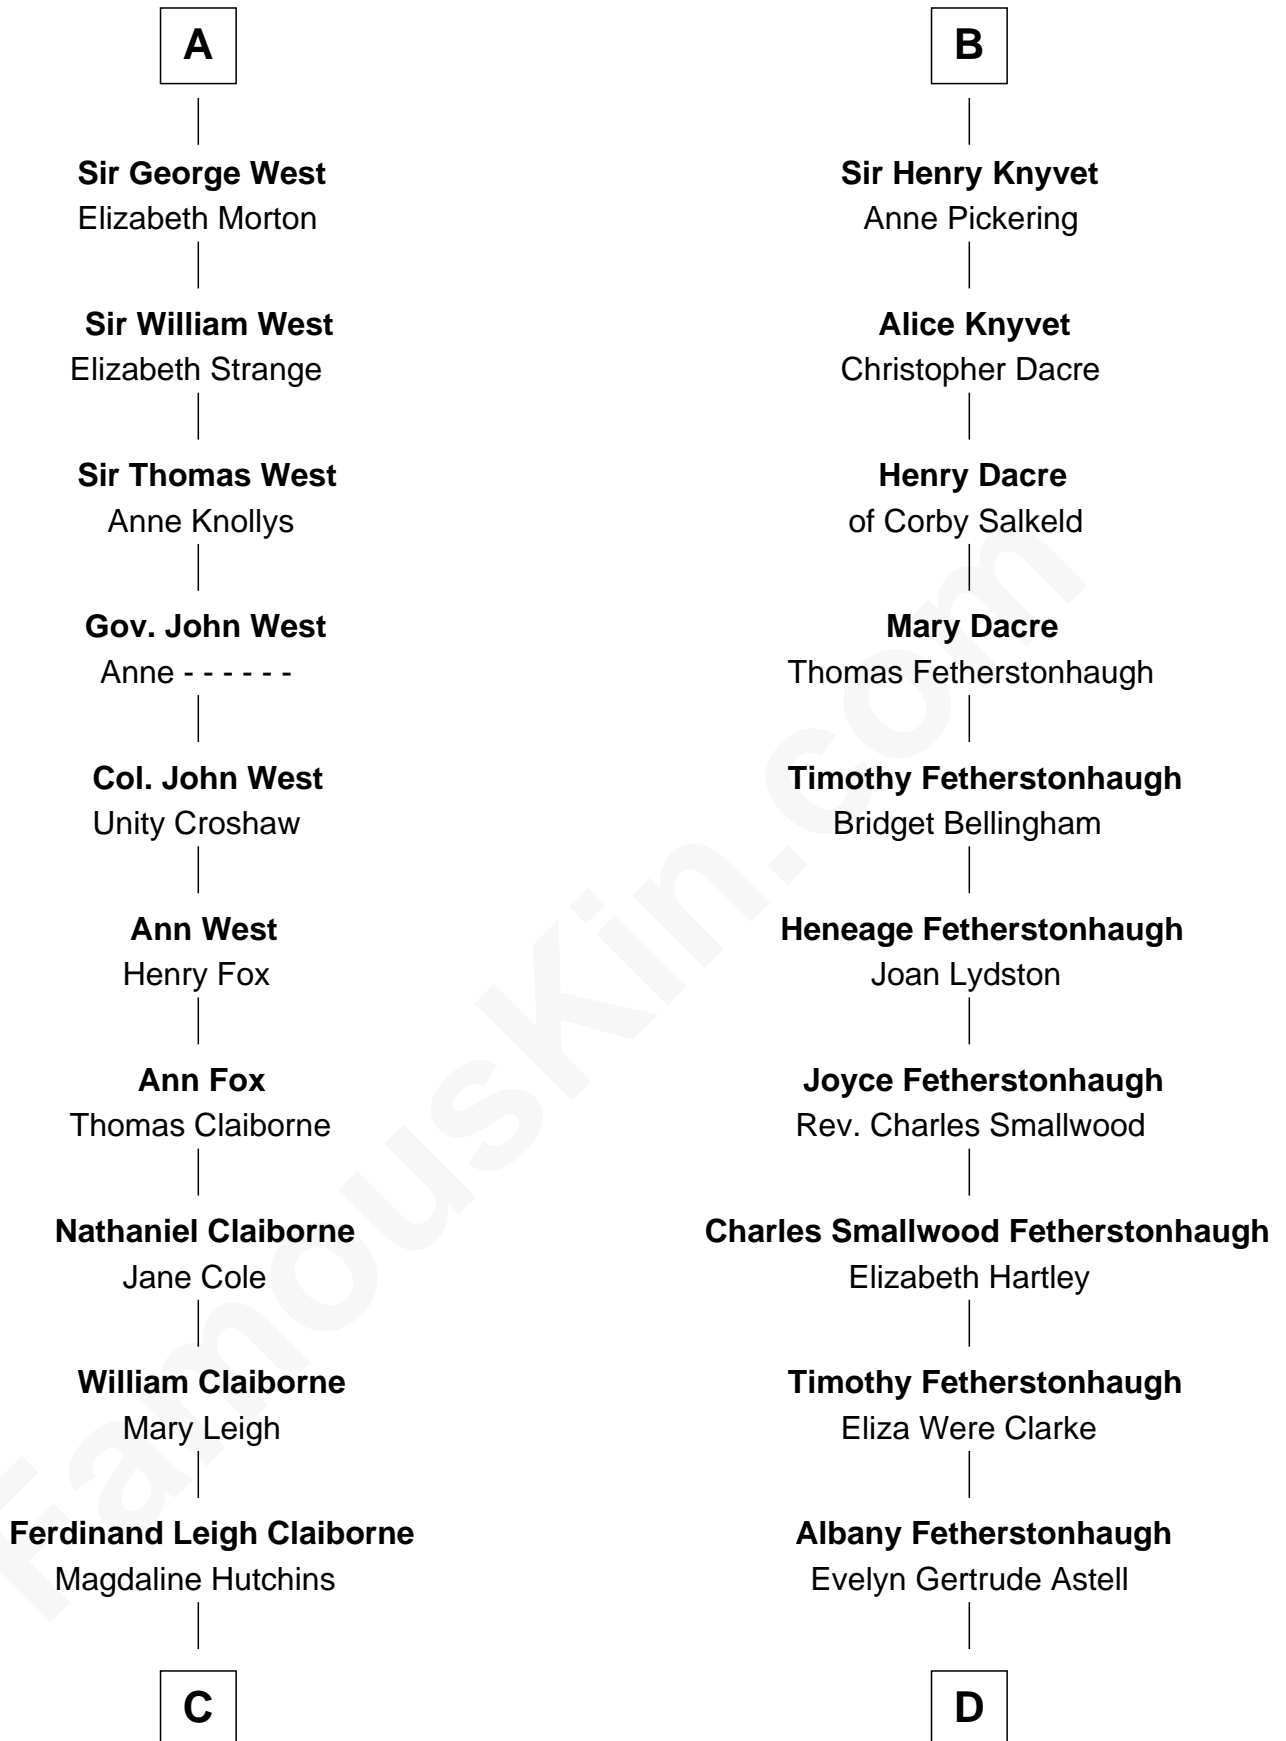 A
Sir George West
Elizabeth Morton
Sir William West
Elizabeth Strange
Sir Thomas West
Anne Knollys
Gov. John West
Anne - - - - - -
Col. John West
Unity Croshaw
Ann West
Henry Fox
Ann Fox
Thomas Claiborne
Nathaniel Claiborne
Jane Cole
William Claiborne
Mary Leigh
Ferdinand Leigh Claiborne
Magdaline Hutchins
C
B
Sir Henry Knyvet
Anne Pickering
Alice Knyvet
Christopher Dacre
Henry Dacre
of Corby Salkeld
Mary Dacre
Thomas Fetherstonhaugh
Timothy Fetherstonhaugh
Bridget Bellingham
Heneage Fetherstonhaugh
Joan Lydston
Joyce Fetherstonhaugh
Rev. Charles Smallwood
Charles Smallwood Fetherstonhaugh
Elizabeth Hartley
Timothy Fetherstonhaugh
Eliza Were Clarke
Albany Fetherstonhaugh
Evelyn Gertrude Astell
D
FamousKin.com